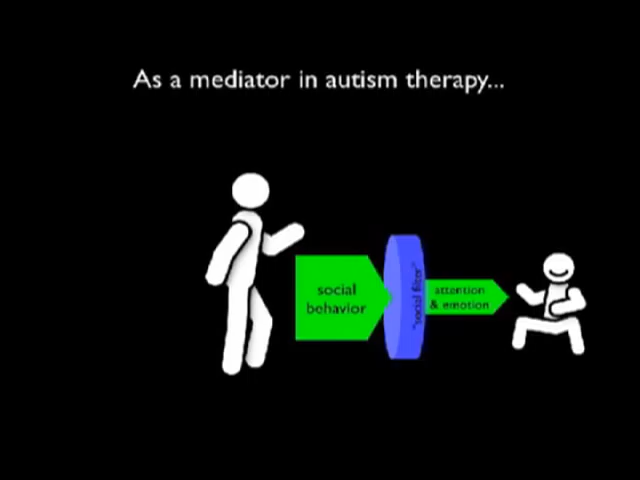 As a mediator in autism therapy...
social
behavior
"social filter"
attention
& emotion